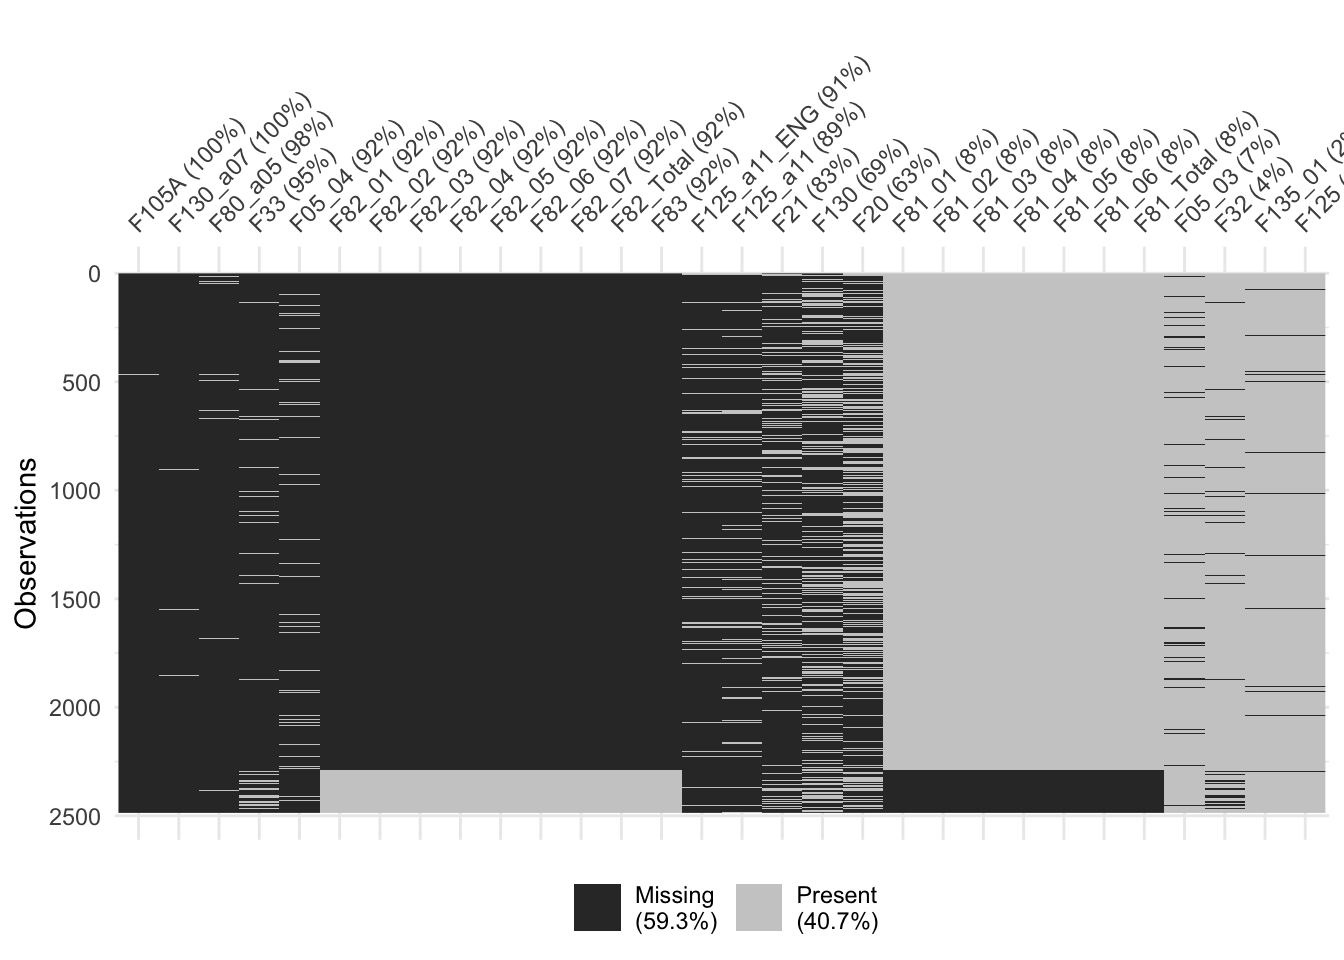 F105A (100%)
F130_a07 (100%)
F80_a05 (98%)
F33 (95%)
F05_04 (92%)
F82_01 (92%)
F82_02 (92%)
F82_03 (92%)
F82_04 (92%)
F82_05 (92%)
F82_06 (92%)
F82_07 (92%)
F82_Total (92%)
F83 (92%)
F125_a11_ENG (91%)
F125_a11 (89%)
F21 (83%)
F130 (69%)
F20 (63%)
F81_01 (8%)
F81_02 (8%)
F81_03 (8%)
F81_04 (8%)
F81_05 (8%)
F81_06 (8%)
F81_Total (8%)
F05_03 (7%)
F32 (4%)
F135_01 (2
F125 (
0
500
1000
1500
2000
2500
Observations
Missing
(59.3%)
Present
(40.7%)